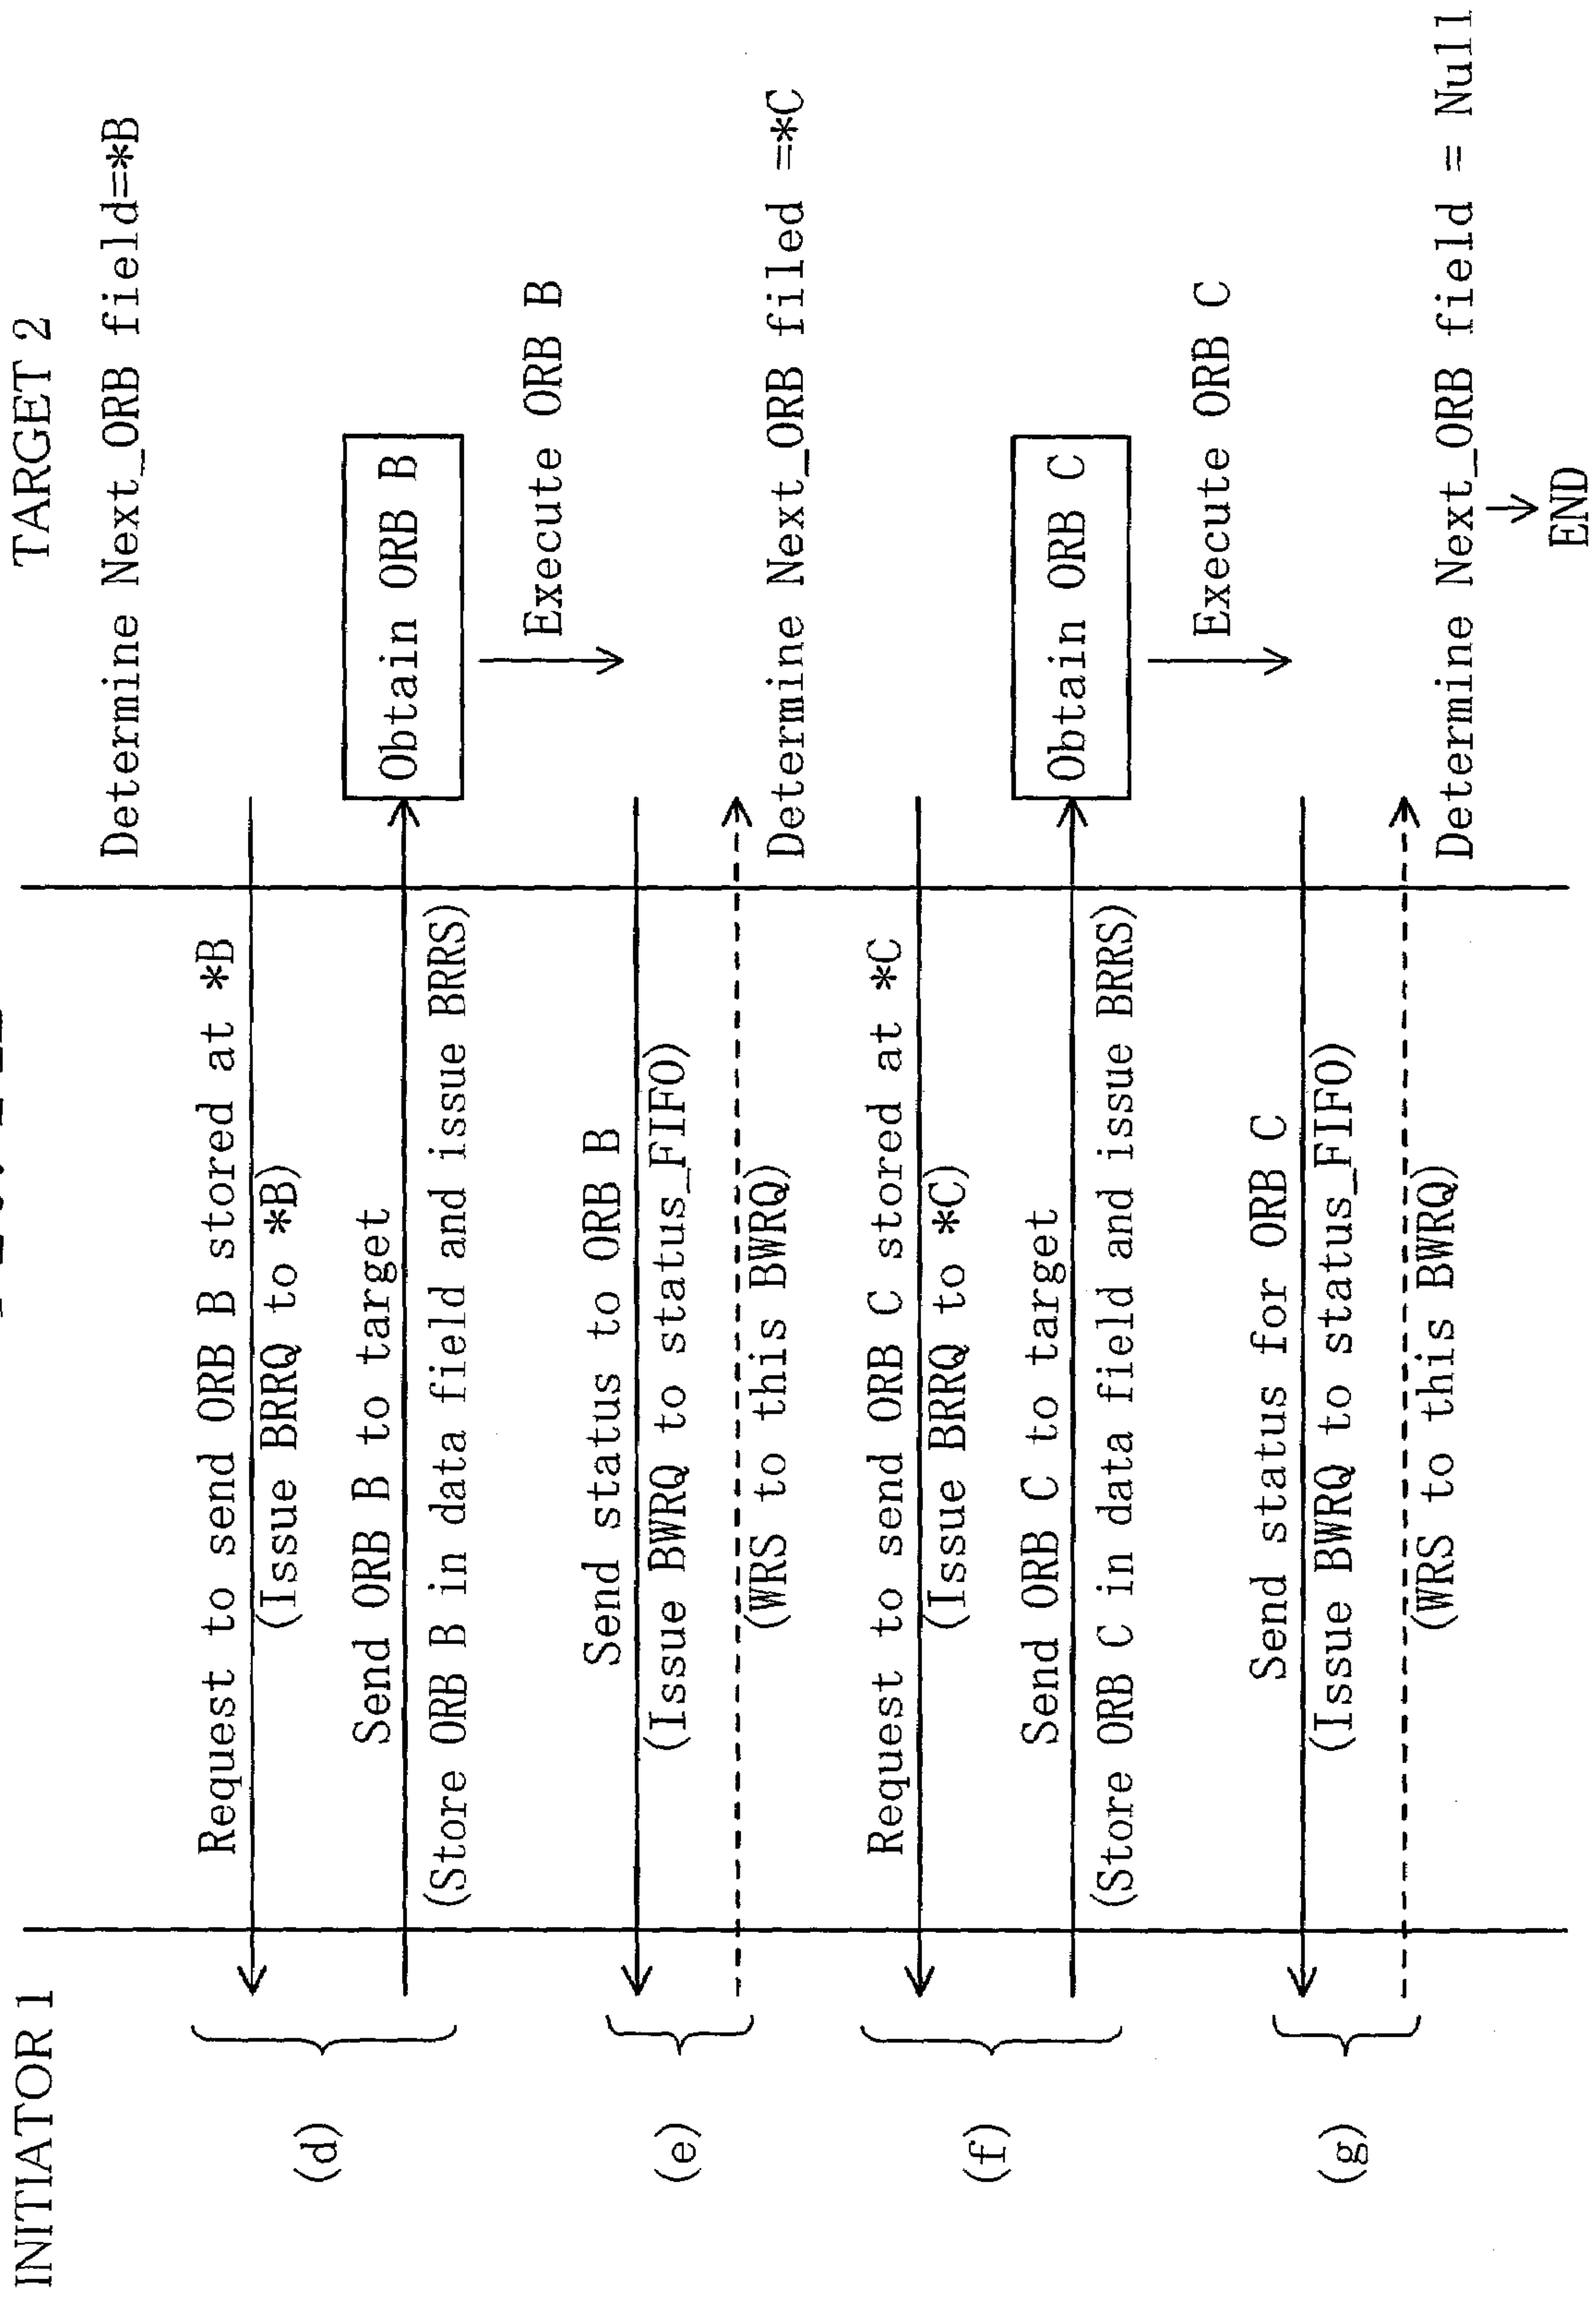 INITIATOR 1
TARGET 2
Determine Next_ORB field=*B
(d)
Request to send ORB B stored at *B
(Issue BRRQ to *B)
Send ORB B to target
(Store ORB B in data field and issue BRRS)
Obtain ORB B
Execute ORB B
(e)
Send status to ORB B
(Issue BWRQ to status_FIFO)
(WRS to this BWRQ)
Determine Next_ORB filed =*C
(f)
Request to send ORB C stored at *C
(Issue BRRQ to *C)
Send ORB C to target
(Store ORB C in data field and issue BRRS)
Obtain ORB C
Execute ORB C
(g)
Send status for ORB C
(Issue BWRQ to status_FIFO)
(WRS to this BWRQ)
Determine Next_ORB field = Null
END